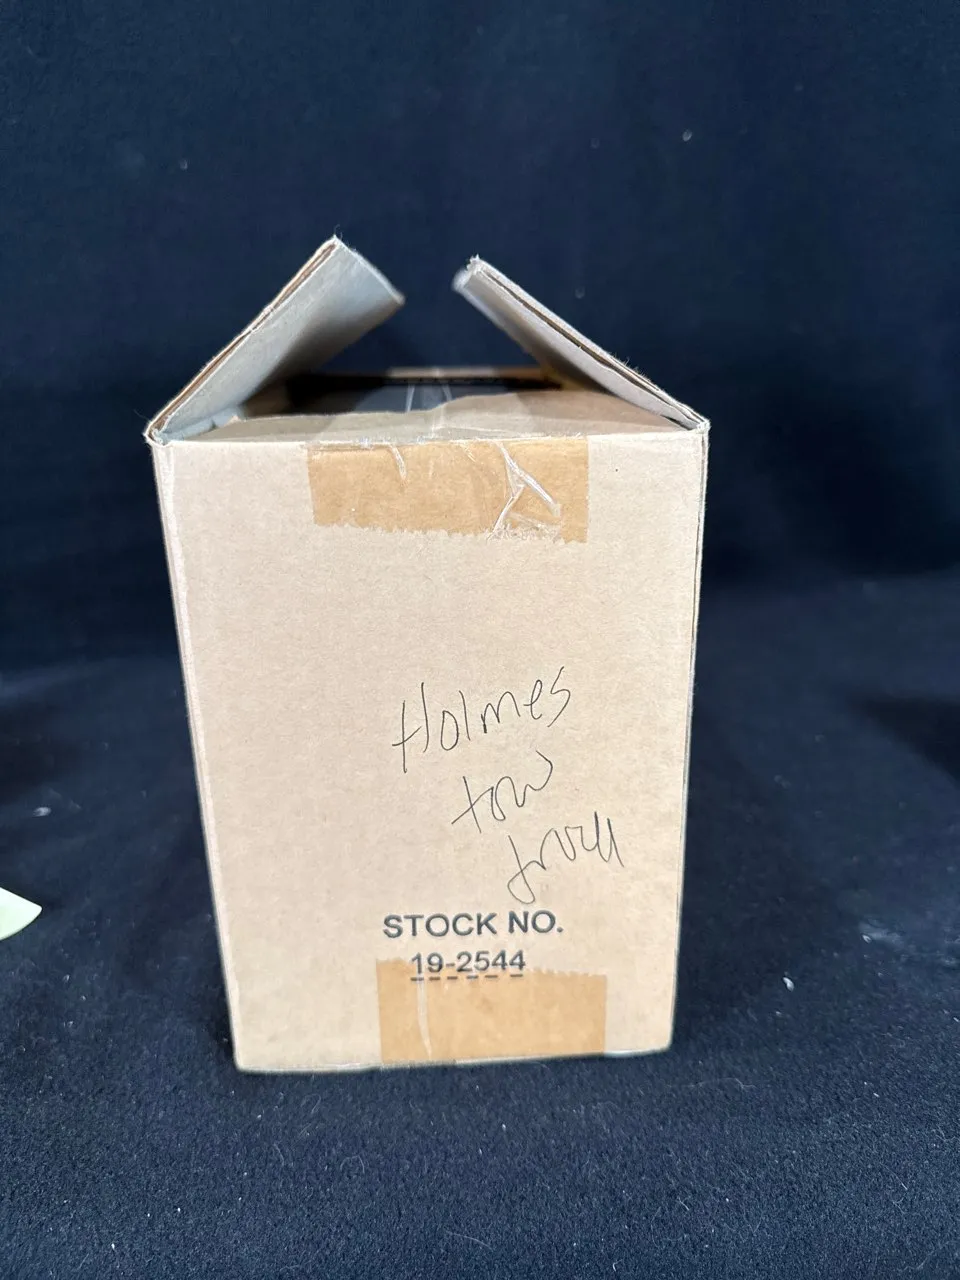 Holmes
tow
truck
STOCK NO.
19-2544